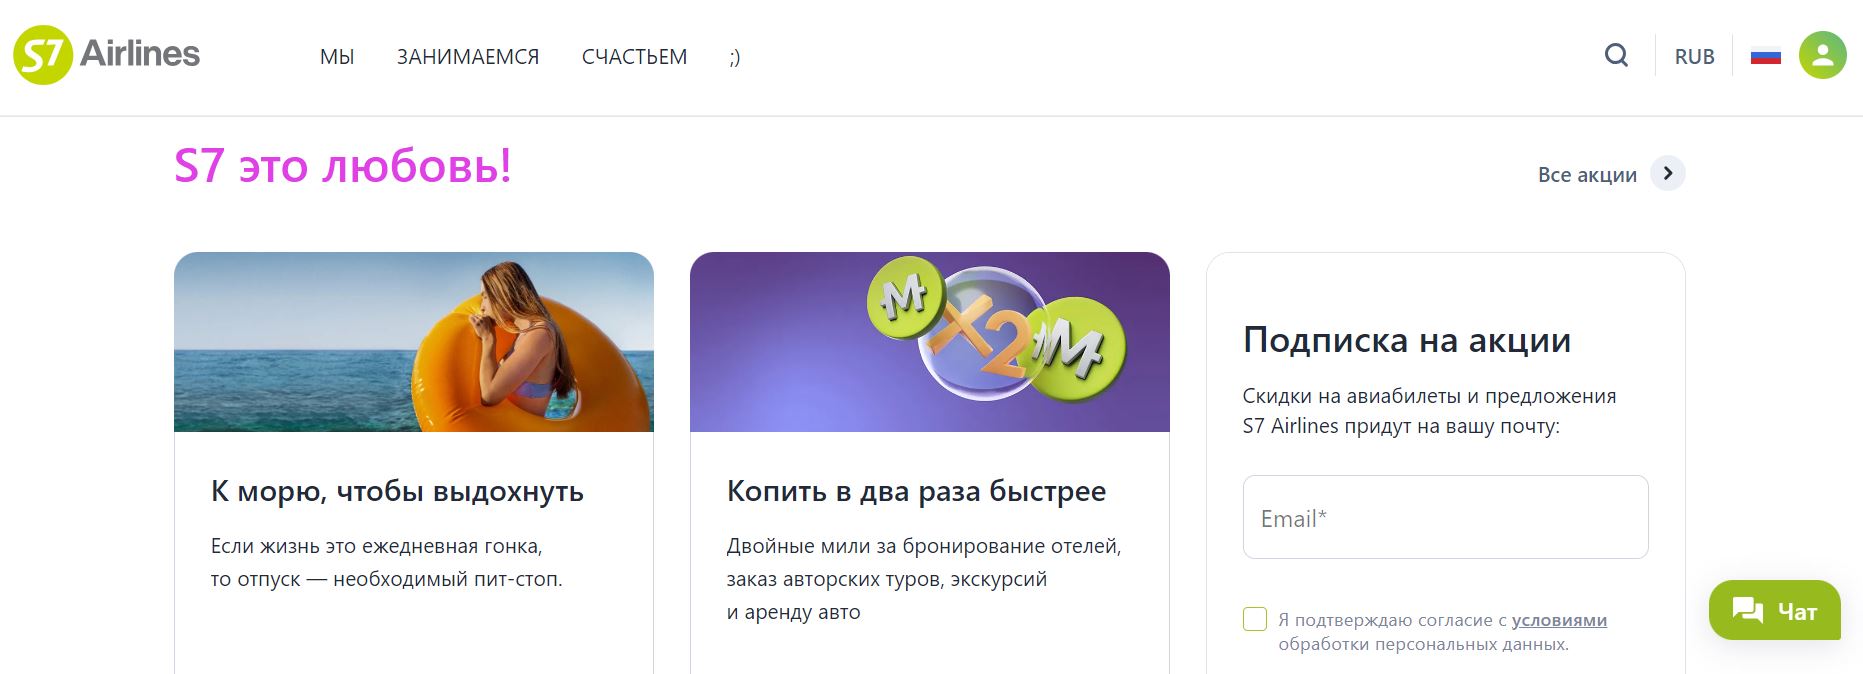 S7 Airlines
МЫ ЗАНИМАЕМСЯ СЧАСТЬЕМ ;)
RUB
S7 это любовь!
Все акции
М X2 М
К морю, чтобы выдохнуть
Если жизнь это ежедневная гонка,
то отпуск — необходимый пит-стоп.
Копить в два раза быстрее
Двойные мили за бронирование отелей,
заказ авторских туров, экскурсий
и аренду авто
Подписка на акции
Скидки на авиабилеты и предложения
S7 Airlines придут на вашу почту:
Email*
Я подтверждаю согласие с условиями
обработки персональных данных.
Чат